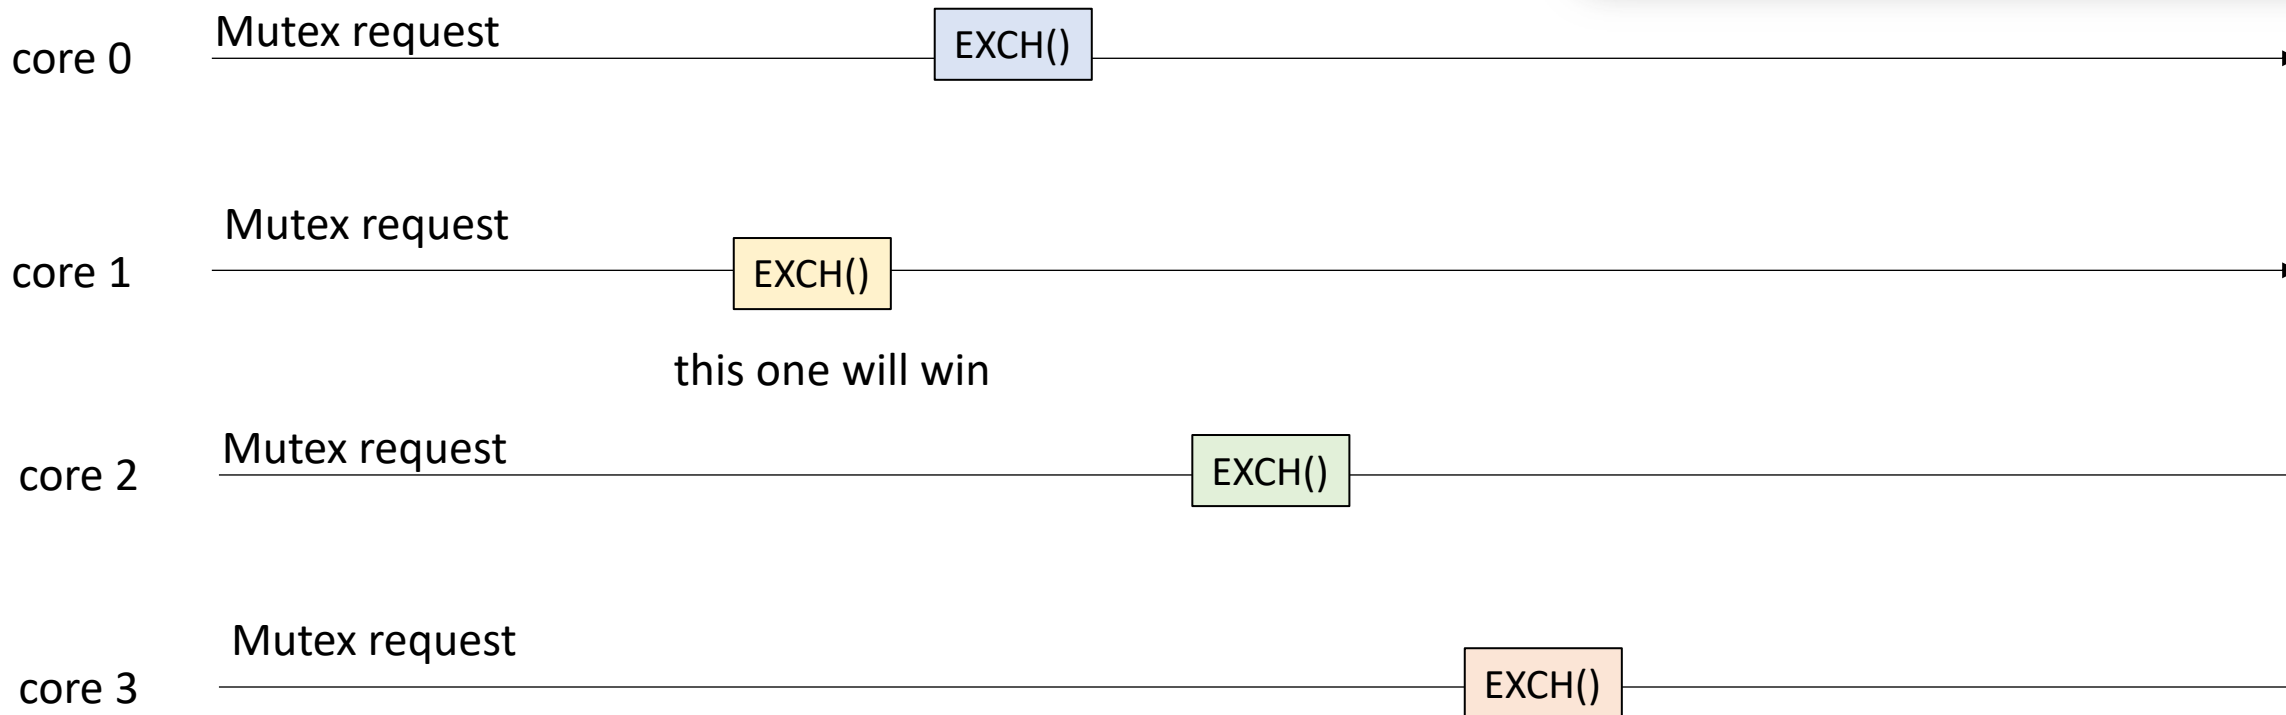 Mutex request
core 0
EXCH()
Mutex request
core 1
EXCH()
this one will win
Mutex request
core 2
EXCH()
Mutex request
core 3
EXCH()